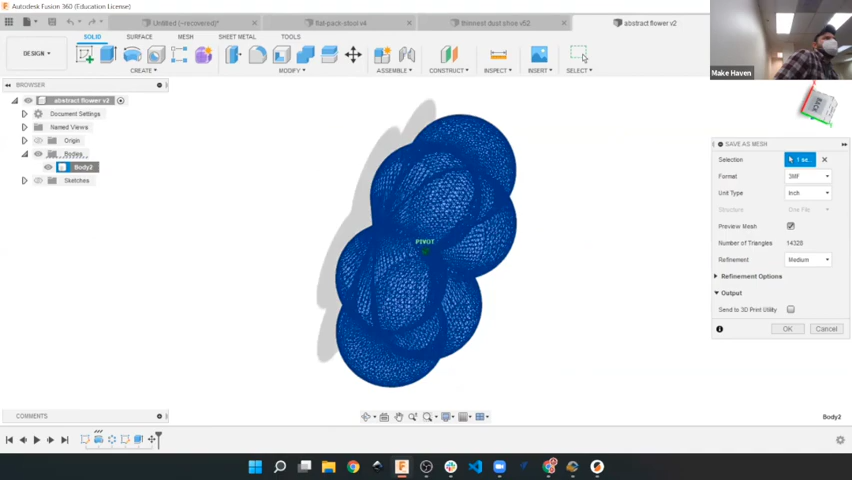 Autodesk Fusion 360 (Education License)
Untitled (~recovered)*
flat-pack-stool v4
thinnest dust shoe v52
abstract flower v2
DESIGN
SOLID
SURFACE
MESH
SHEET METAL
UTILITIES
TOOLS
CREATE
MODIFY
ASSEMBLE
CONSTRUCT
INSPECT
INSERT
SELECT
Make Haven
BROWSER
abstract flower v2
Document Settings
Named Views
Origin
Bodies
Body2
Sketches
BACK
PIVOT
SAVE AS MESH
Selection
1 se...
Format
3MF
Unit Type
Inch
Structure
One File
Preview Mesh
Number of Triangles
14328
Refinement
Medium
Refinement Options
Output
Send to 3D Print Utility
OK
Cancel
COMMENTS
Body2